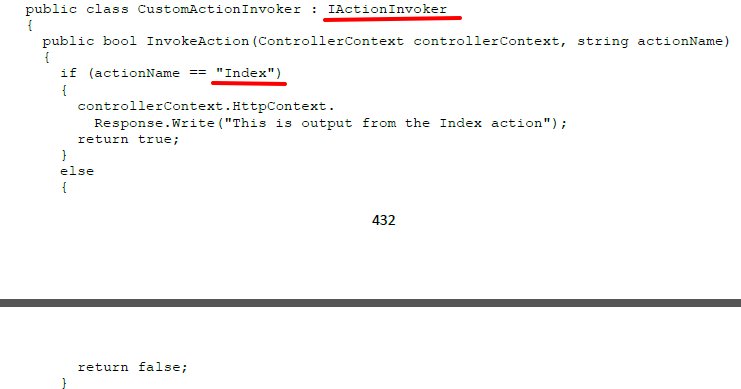 public class CustomActionInvoker : IActionInvoker
{
public bool InvokeAction(ControllerContext controllerContext, string actionName)
{
if (actionName == "Index")
{
controllerContext.HttpContext.
Response.Write("This is output from the Index action");
return true;
}
else
{
432
return false;
}